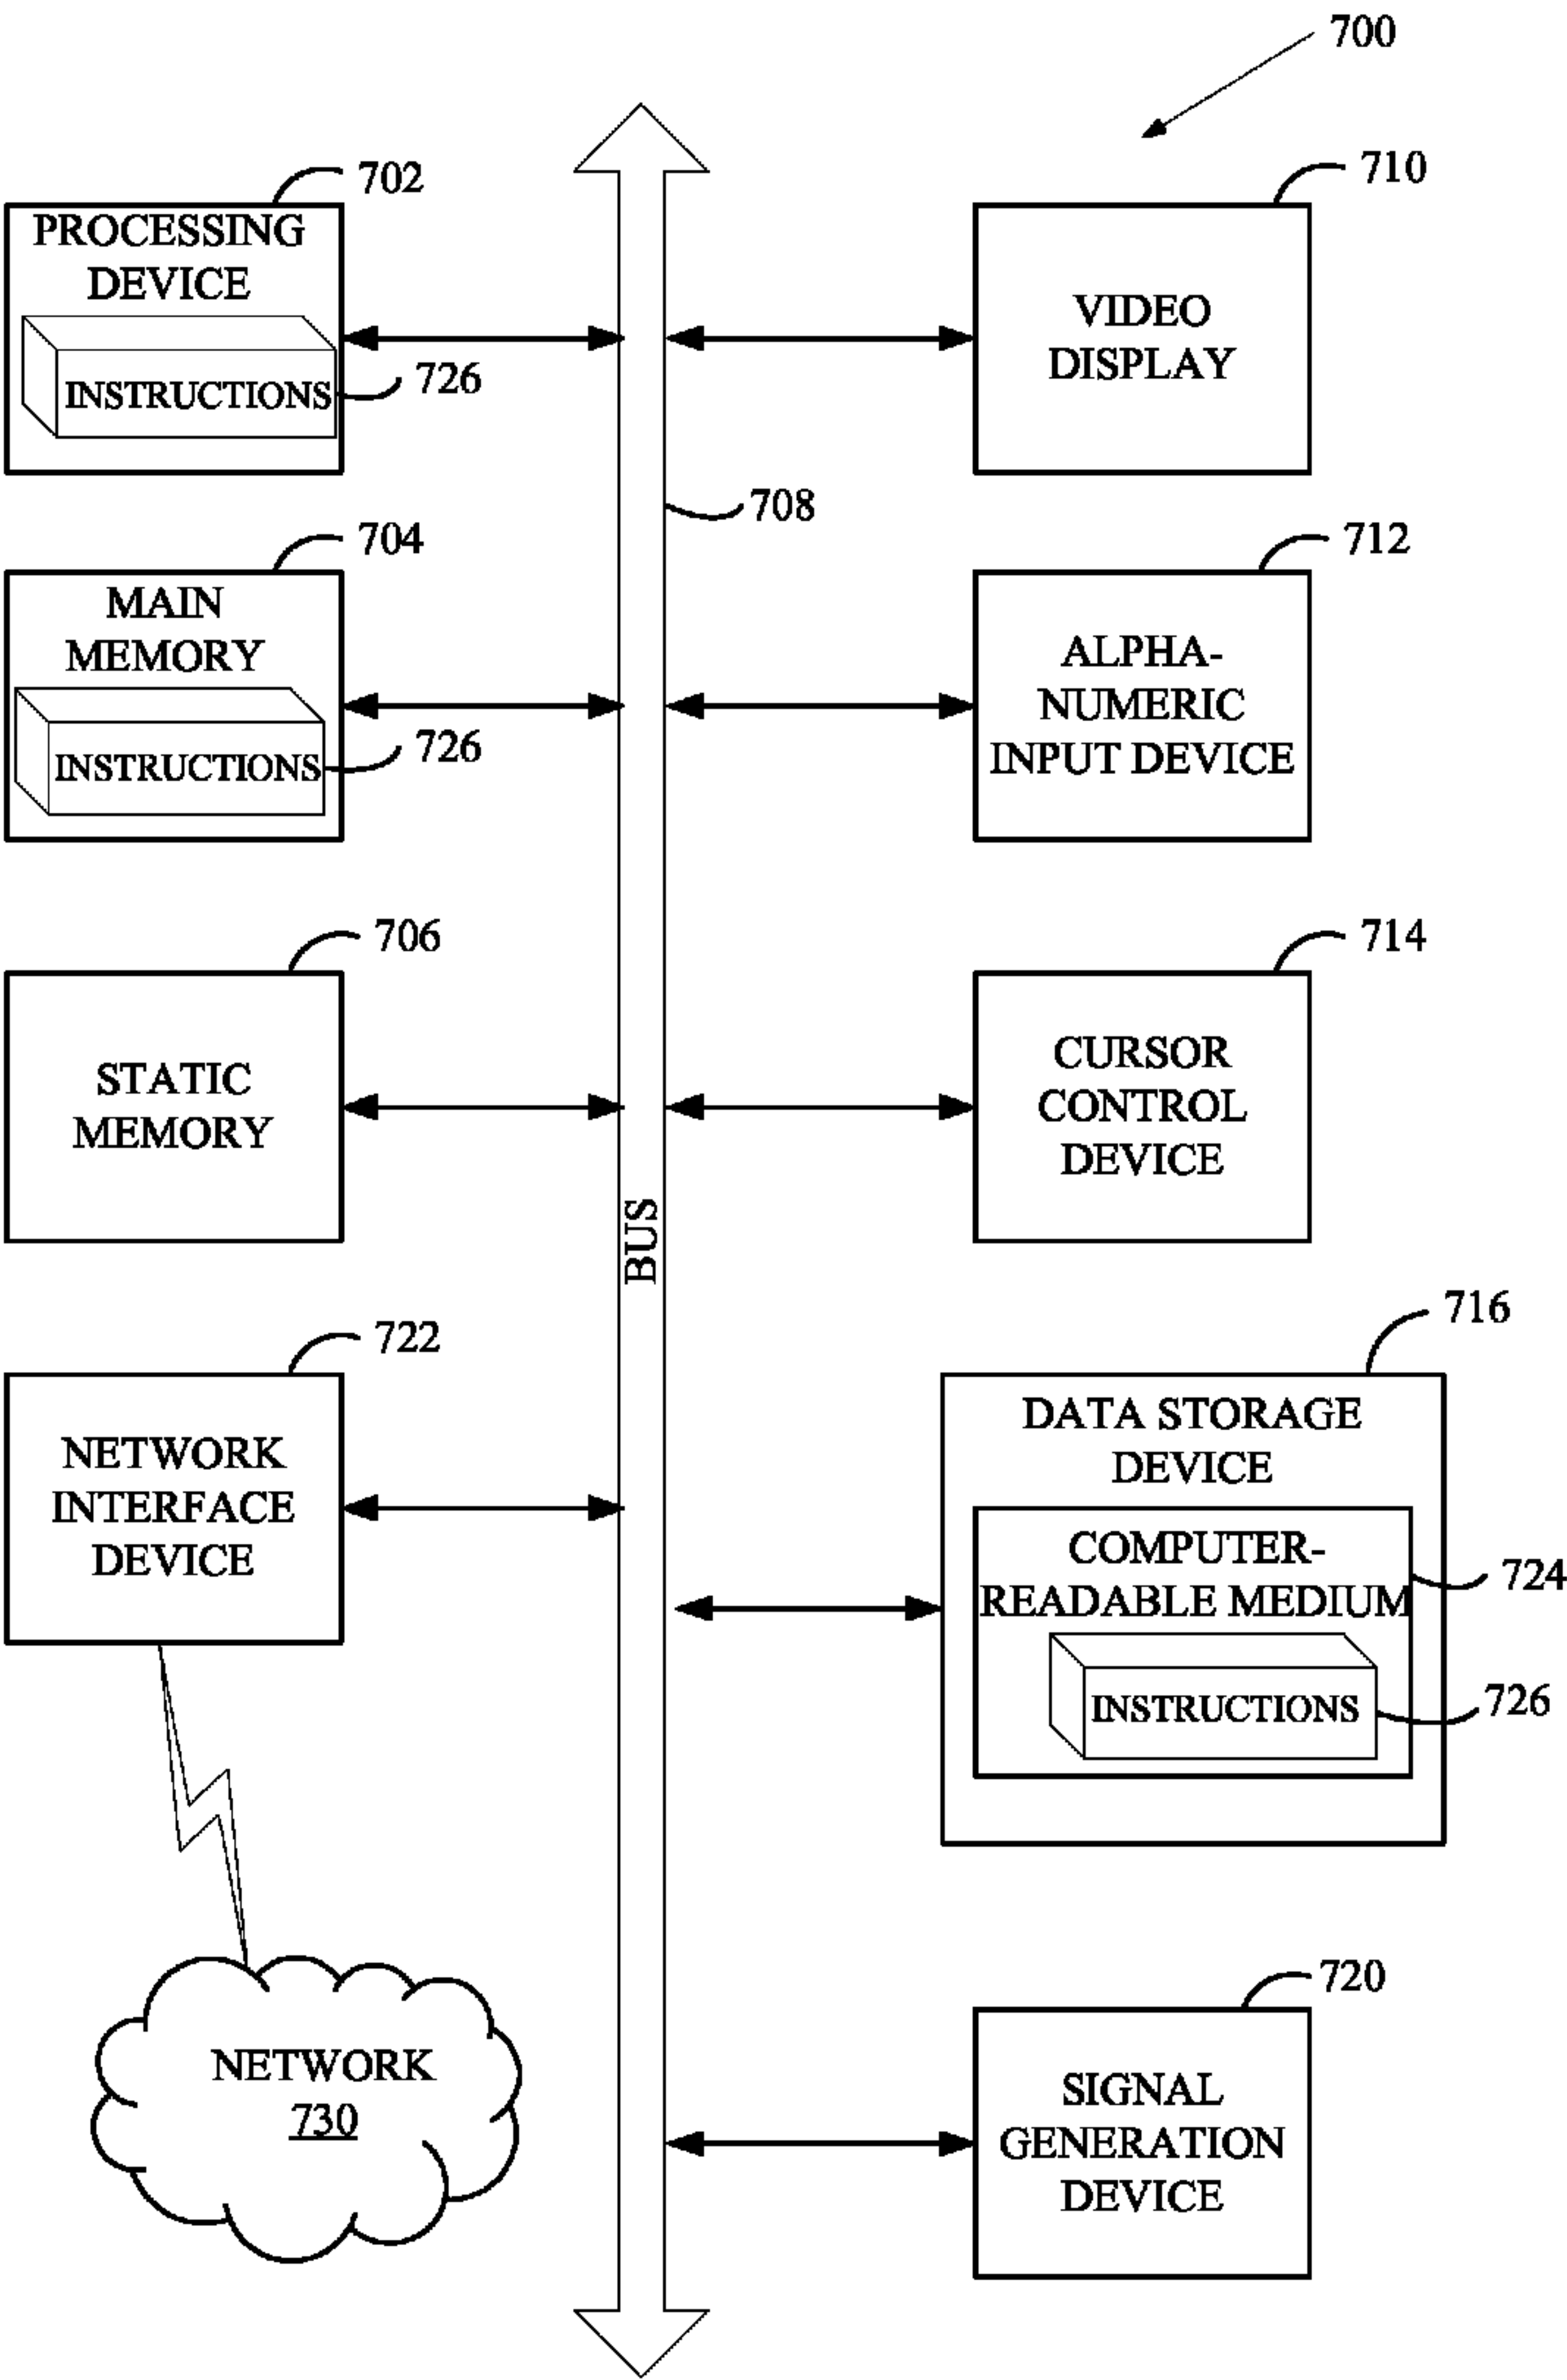 700
702
PROCESSING
DEVICE
INSTRUCTIONS
726
710
VIDEO
DISPLAY
708
704
MAIN
MEMORY
INSTRUCTIONS
726
712
ALPHA-
NUMERIC
INPUT DEVICE
706
STATIC
MEMORY
714
CURSOR
CONTROL
DEVICE
BUS
722
NETWORK
INTERFACE
DEVICE
716
DATA STORAGE
DEVICE
COMPUTER-
READABLE MEDIUM
724
INSTRUCTIONS
726
NETWORK
730
720
SIGNAL
GENERATION
DEVICE